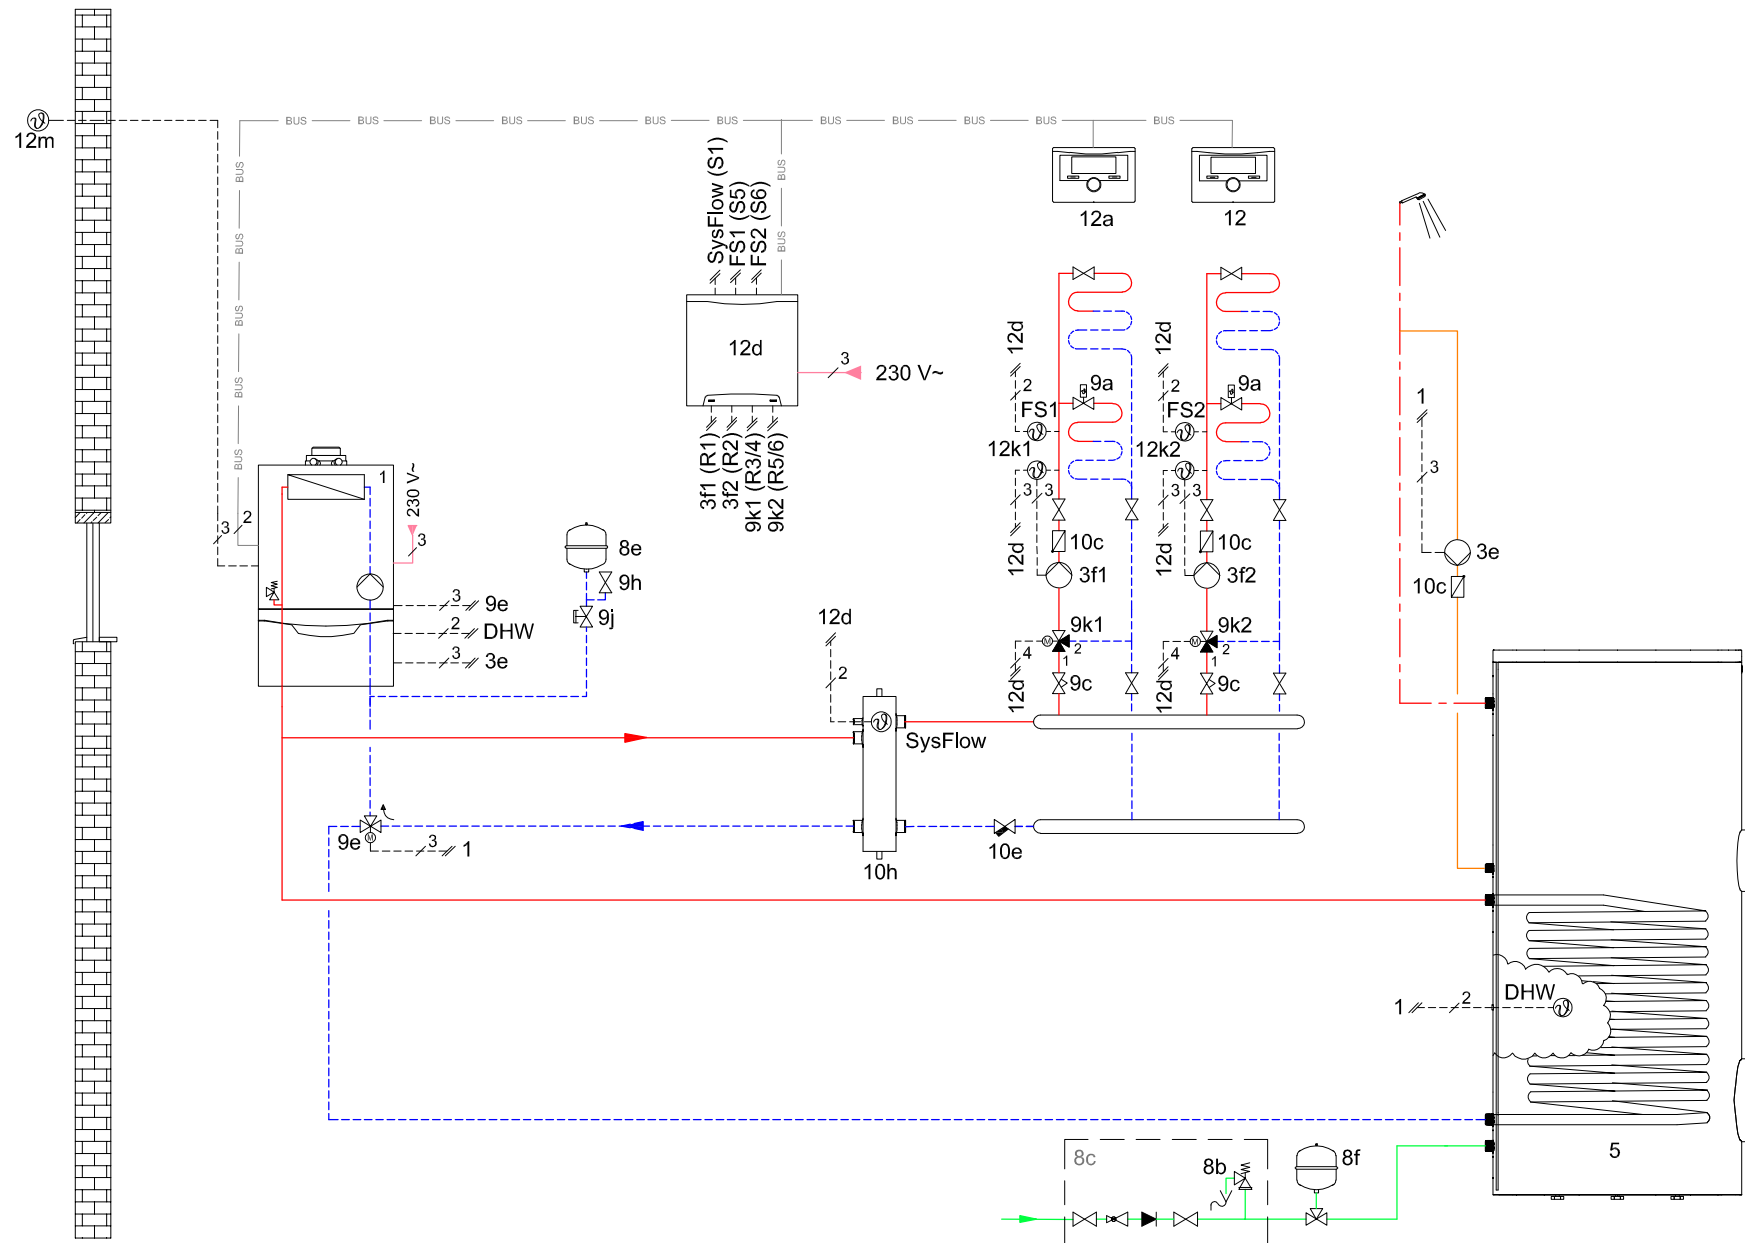 BUS BUS BUS BUS BUS BUS BUS BUS BUS BUS BUS BUS
12m
BUS
BUS
BUS
BUS
BUS
BUS
BUS
SysFlow (S1)
FS1 (S5)
FS2 (S6)
12a
12
12d
3
230 V~
3f1 (R1)
3f2 (R2)
9k1 (R3/4)
9k2 (R5/6)
1
230 V~
3
2
3
3
9e
2
DHW
3
3e
8e
9h
9j
12d
2
FS1
9a
12k1
3
3
12d
10c
3f1
9k1
M
2
1
4
12d
9c
12d
2
FS2
9a
12k2
3
3
12d
10c
3f2
9k2
M
2
1
4
12d
9c
1
3
3e
10c
12d
2
SysFlow
10h
10e
9e
M
3
1
1
2
DHW
5
8c
8b
8f